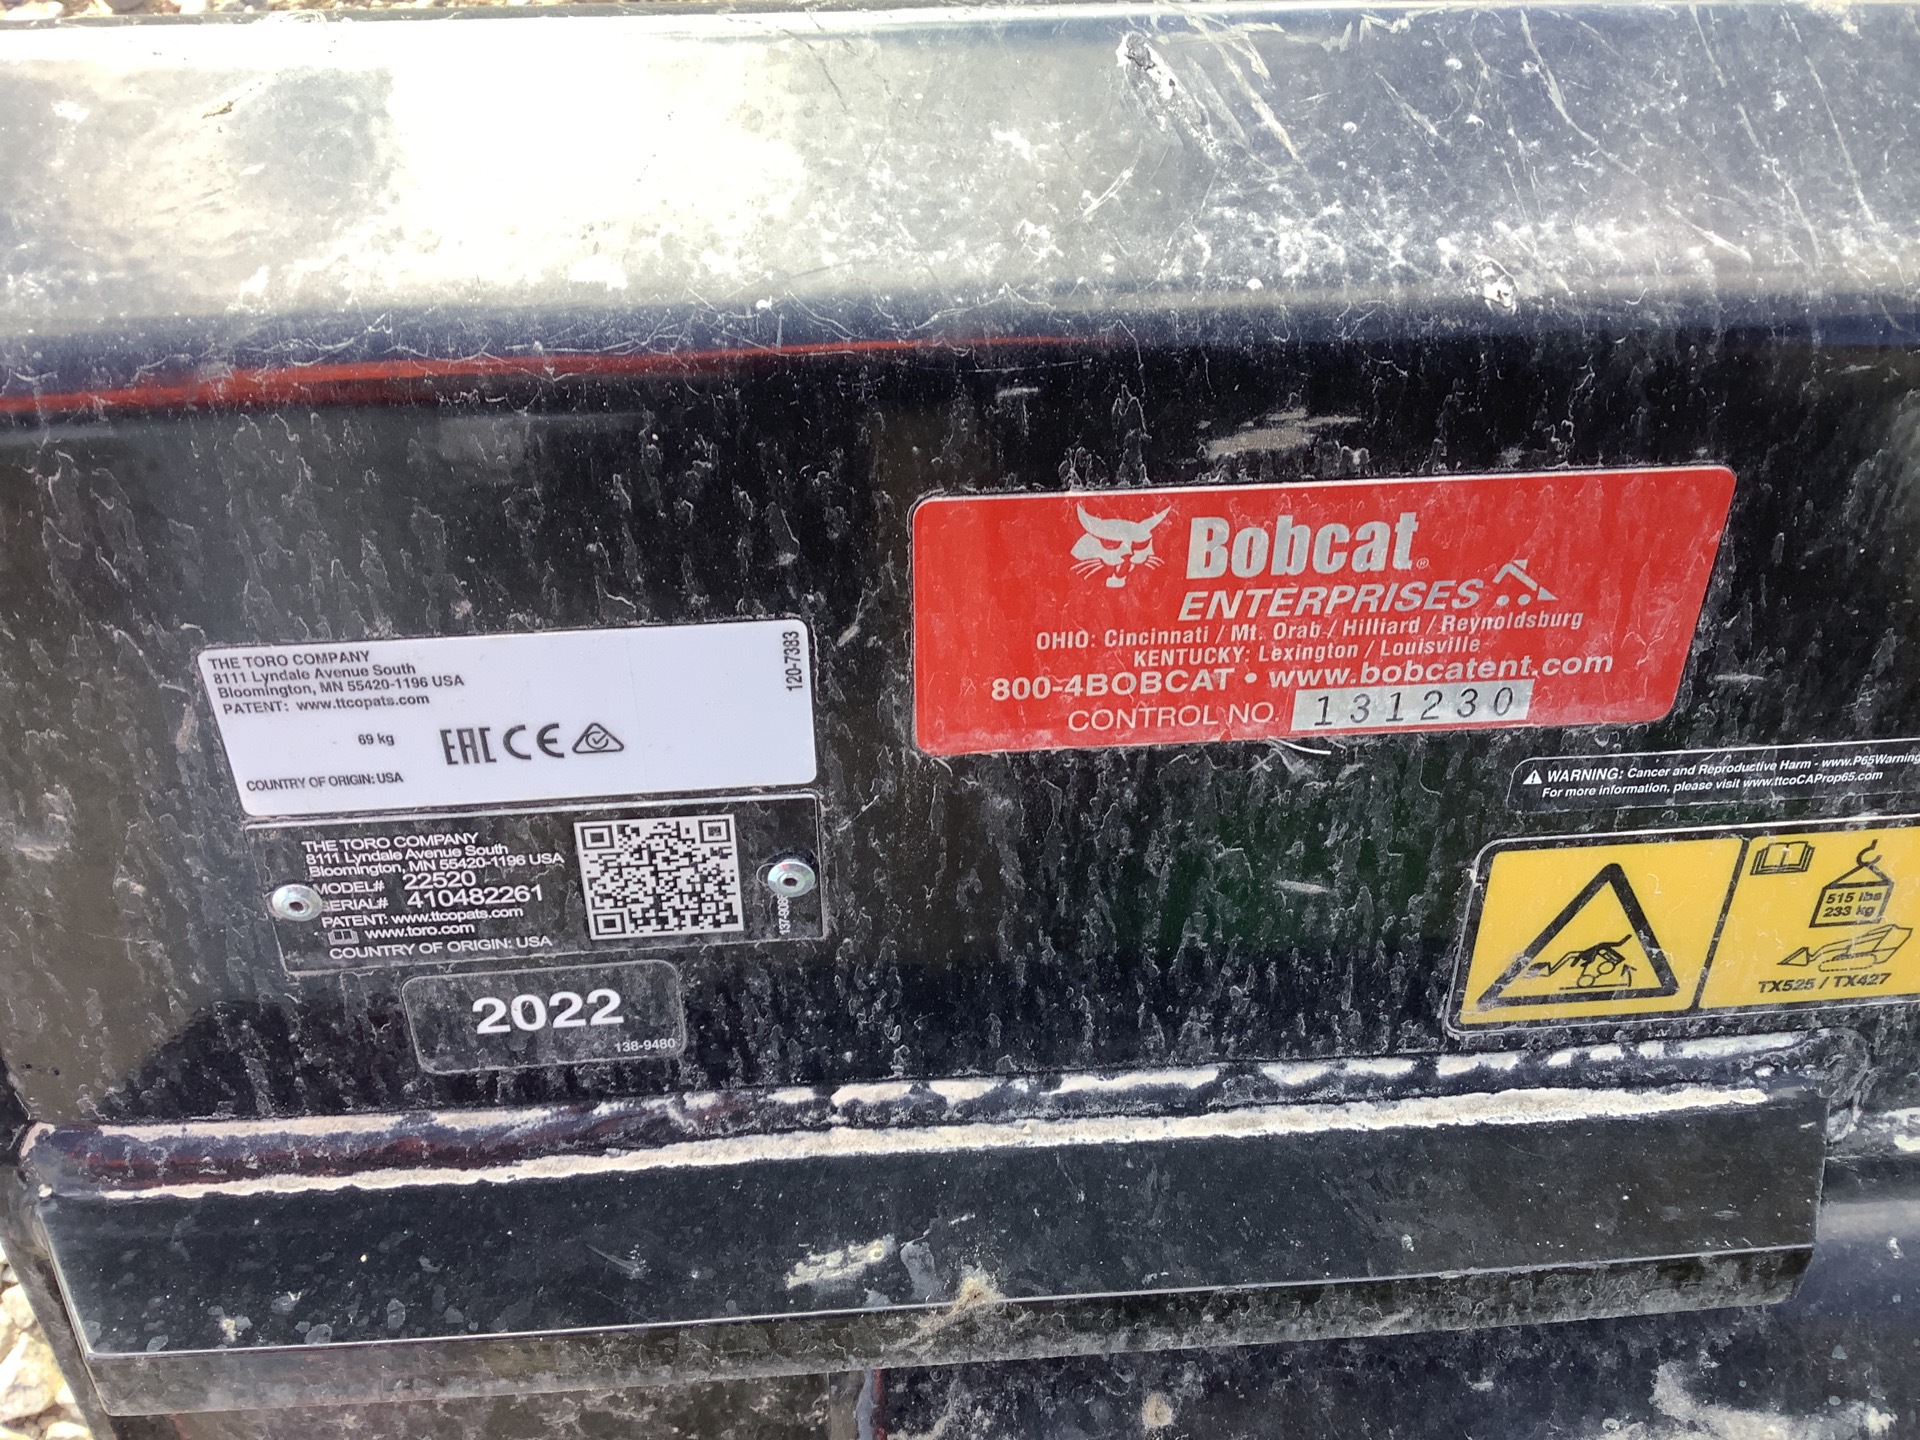 THE TORO COMPANY
8111 Lyndale Avenue South
Bloomington, MN 55420-1196 USA
PATENT: www.ttcopats.com
69 kg
EAC CE
COUNTRY OF ORIGIN: USA
120-7383
THE TORO COMPANY
8111 Lyndale Avenue South
Bloomington, MN 55420-1196 USA
MODEL# 22520
SERIAL# 410482261
PATENT: www.ttcopats.com
www.toro.com
COUNTRY OF ORIGIN: USA
2022
138-9480
Bobcat®
ENTERPRISES
OHIO: Cincinnati / Mt. Orab / Hilliard / Reynoldsburg
KENTUCKY: Lexington / Louisville
800-4BOBCAT • www.bobcatent.com
CONTROL NO. 131230
WARNING: Cancer and Reproductive Harm - www.P65Warning
For more information, please visit www.ttcoCAProp65.com
515 lbs
233 kg
TX525 / TX427